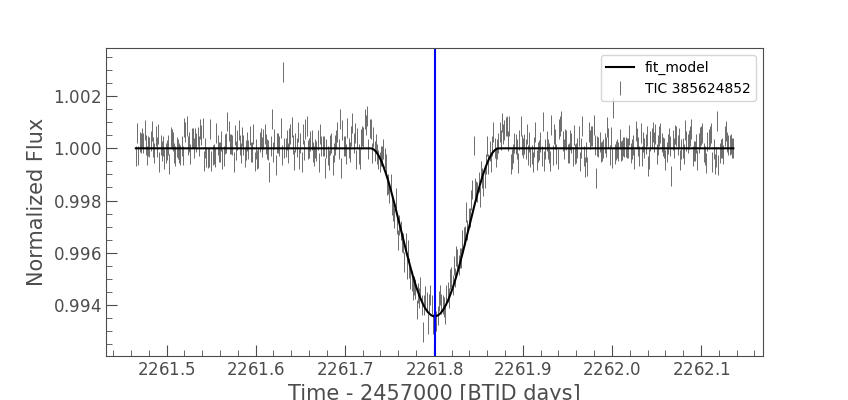 fit_model
TIC 385624852
1.002
1.000
0.998
0.996
0.994
Normalized Flux
2261.5 2261.6 2261.7 2261.8 2261.9 2262.0 2262.1
Time - 2457000 [BTJD days]